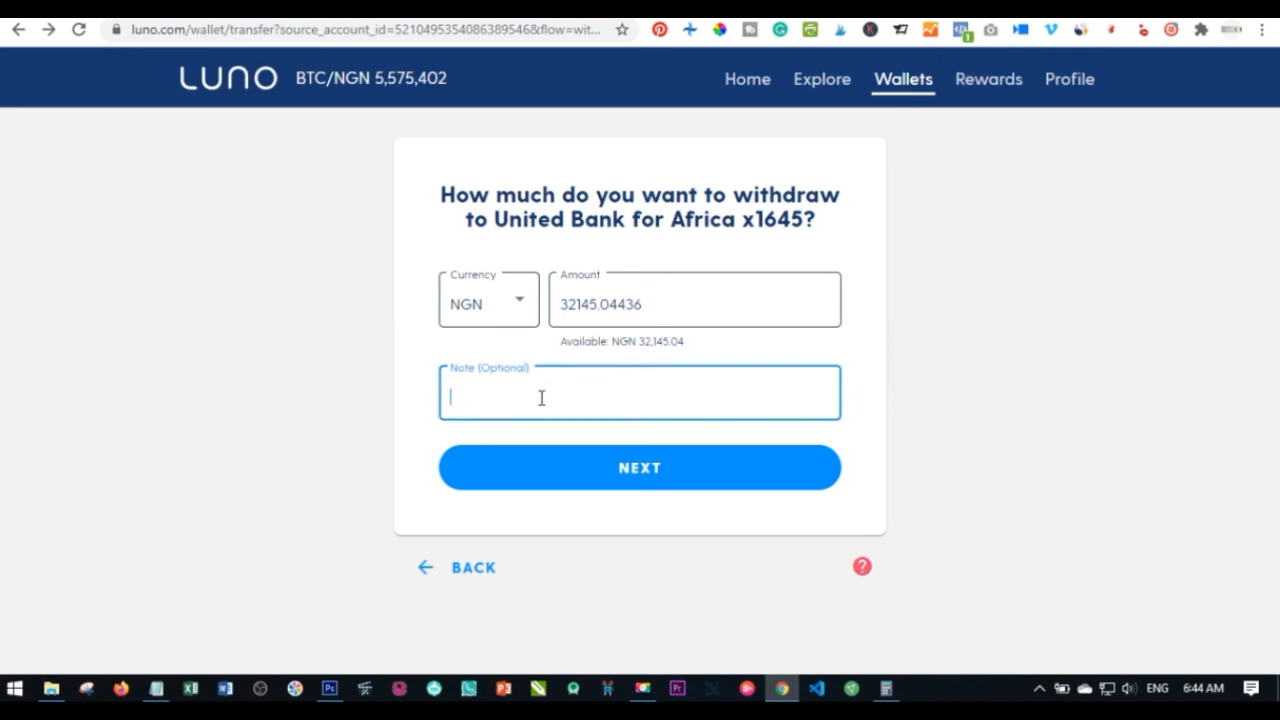 luno.com/wallet/transfer?source_account_id=5210495354086389546&flow=wit...
LUNO BTC/NGN 5,575,402 Home Explore Wallets Rewards Profile
How much do you want to withdraw
to United Bank for Africa x1645?
Currency Amount
NGN 32145.04436
Available: NGN 32,145.04
Note (Optional)
NEXT
BACK ?
ENG 6:44 AM